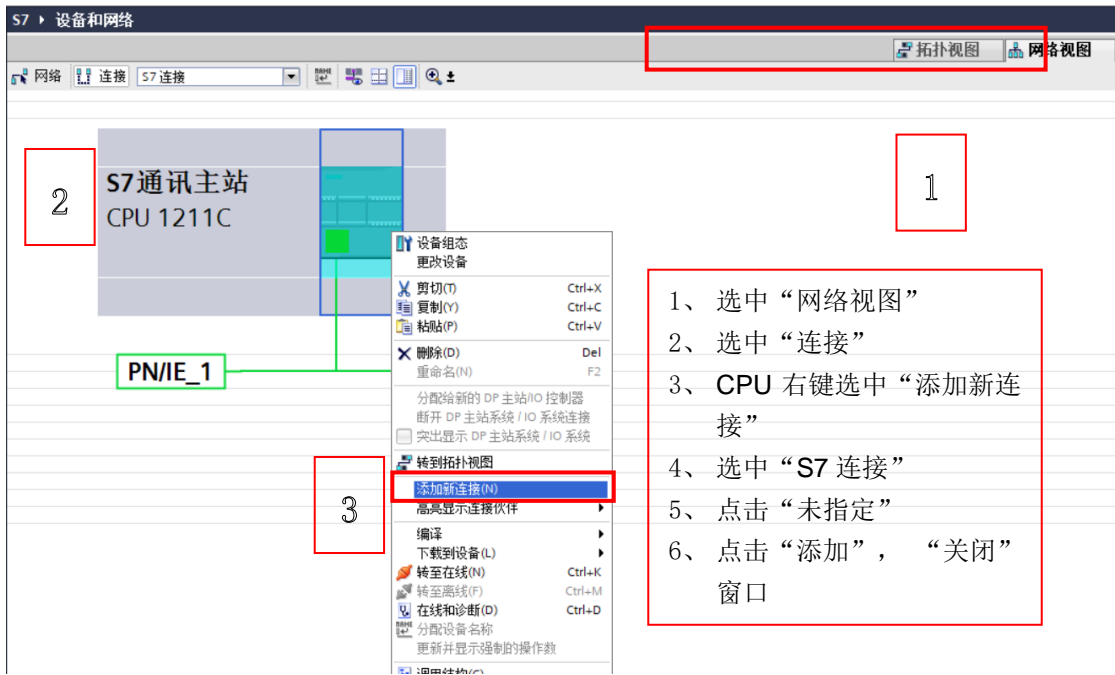 S7 ▸ 设备和网络
拓扑视图
网络视图
网络
连接
S7连接
S7通讯主站
CPU 1211C
2
1
PN/IE_1
3
设备组态
更改设备
剪切(T) Ctrl+X
复制(Y) Ctrl+C
粘贴(P) Ctrl+V
删除(D) Del
重命名(N) F2
分配给新的 DP 主站/IO 控制器
断开 DP 主站系统 / IO 系统连接
突出显示 DP 主站系统 / IO 系统
转到拓扑视图
添加新连接(N)
高亮显示连接伙伴
编译
下载到设备(L)
转至在线(N) Ctrl+K
转至离线(F) Ctrl+M
在线和诊断(D) Ctrl+D
分配设备名称
更新并显示强制的操作数
调用结构(C)
1、 选中“网络视图”
2、 选中“连接”
3、 CPU 右键选中“添加新连
接”
4、 选中“S7 连接”
5、 点击“未指定”
6、 点击“添加”， “关闭”
窗口